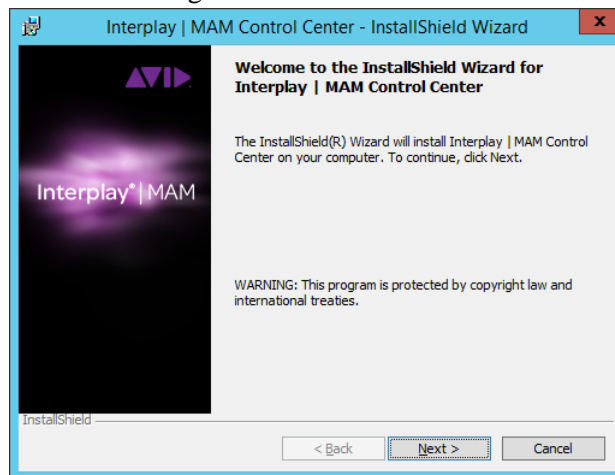 Interplay | MAM Control Center - InstallShield Wizard
x
AVID
Interplay® | MAM
Welcome to the InstallShield Wizard for
Interplay | MAM Control Center
The InstallShield(R) Wizard will install Interplay | MAM Control
Center on your computer. To continue, click Next.
WARNING: This program is protected by copyright law and
international treaties.
InstallShield
< Back
Next >
Cancel